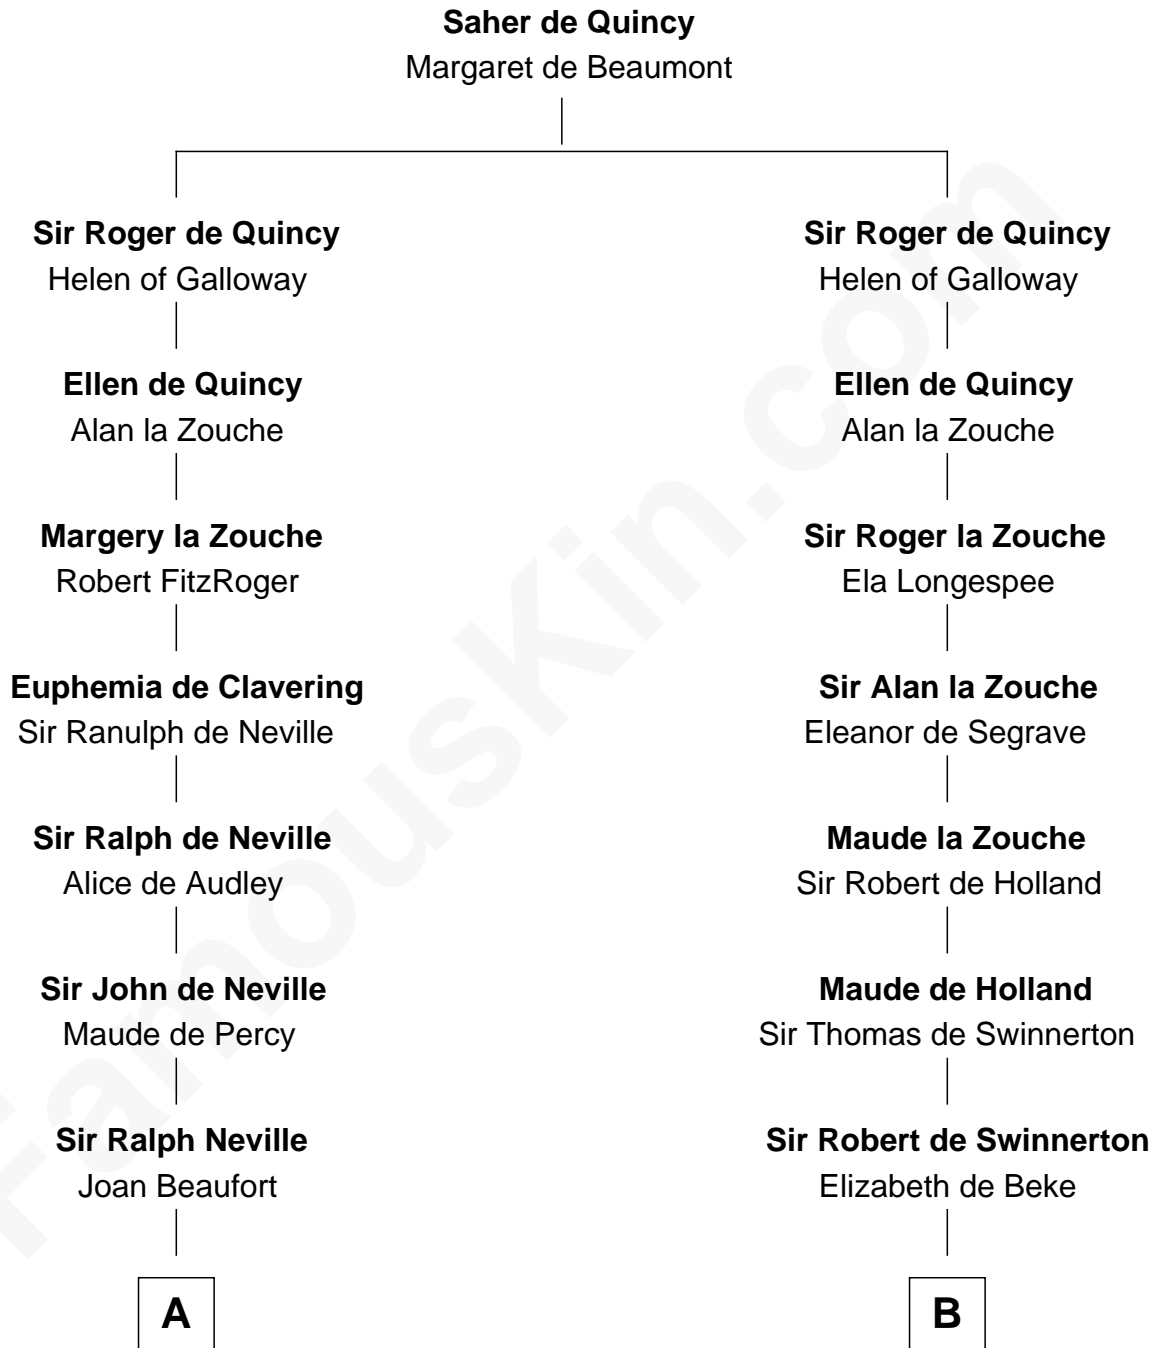 Saher de Quincy
Margaret de Beaumont
Sir Roger de Quincy
Helen of Galloway
Sir Roger de Quincy
Helen of Galloway
Ellen de Quincy
Alan la Zouche
Ellen de Quincy
Alan la Zouche
Margery la Zouche
Robert FitzRoger
Sir Roger la Zouche
Ela Longespee
Euphemia de Clavering
Sir Ranulph de Neville
Sir Alan la Zouche
Eleanor de Segrave
Sir Ralph de Neville
Alice de Audley
Maude la Zouche
Sir Robert de Holland
Sir John de Neville
Maude de Percy
Maude de Holland
Sir Thomas de Swinnerton
Sir Ralph Neville
Joan Beaufort
Sir Robert de Swinnerton
Elizabeth de Beke
A
B
FamousKin.com